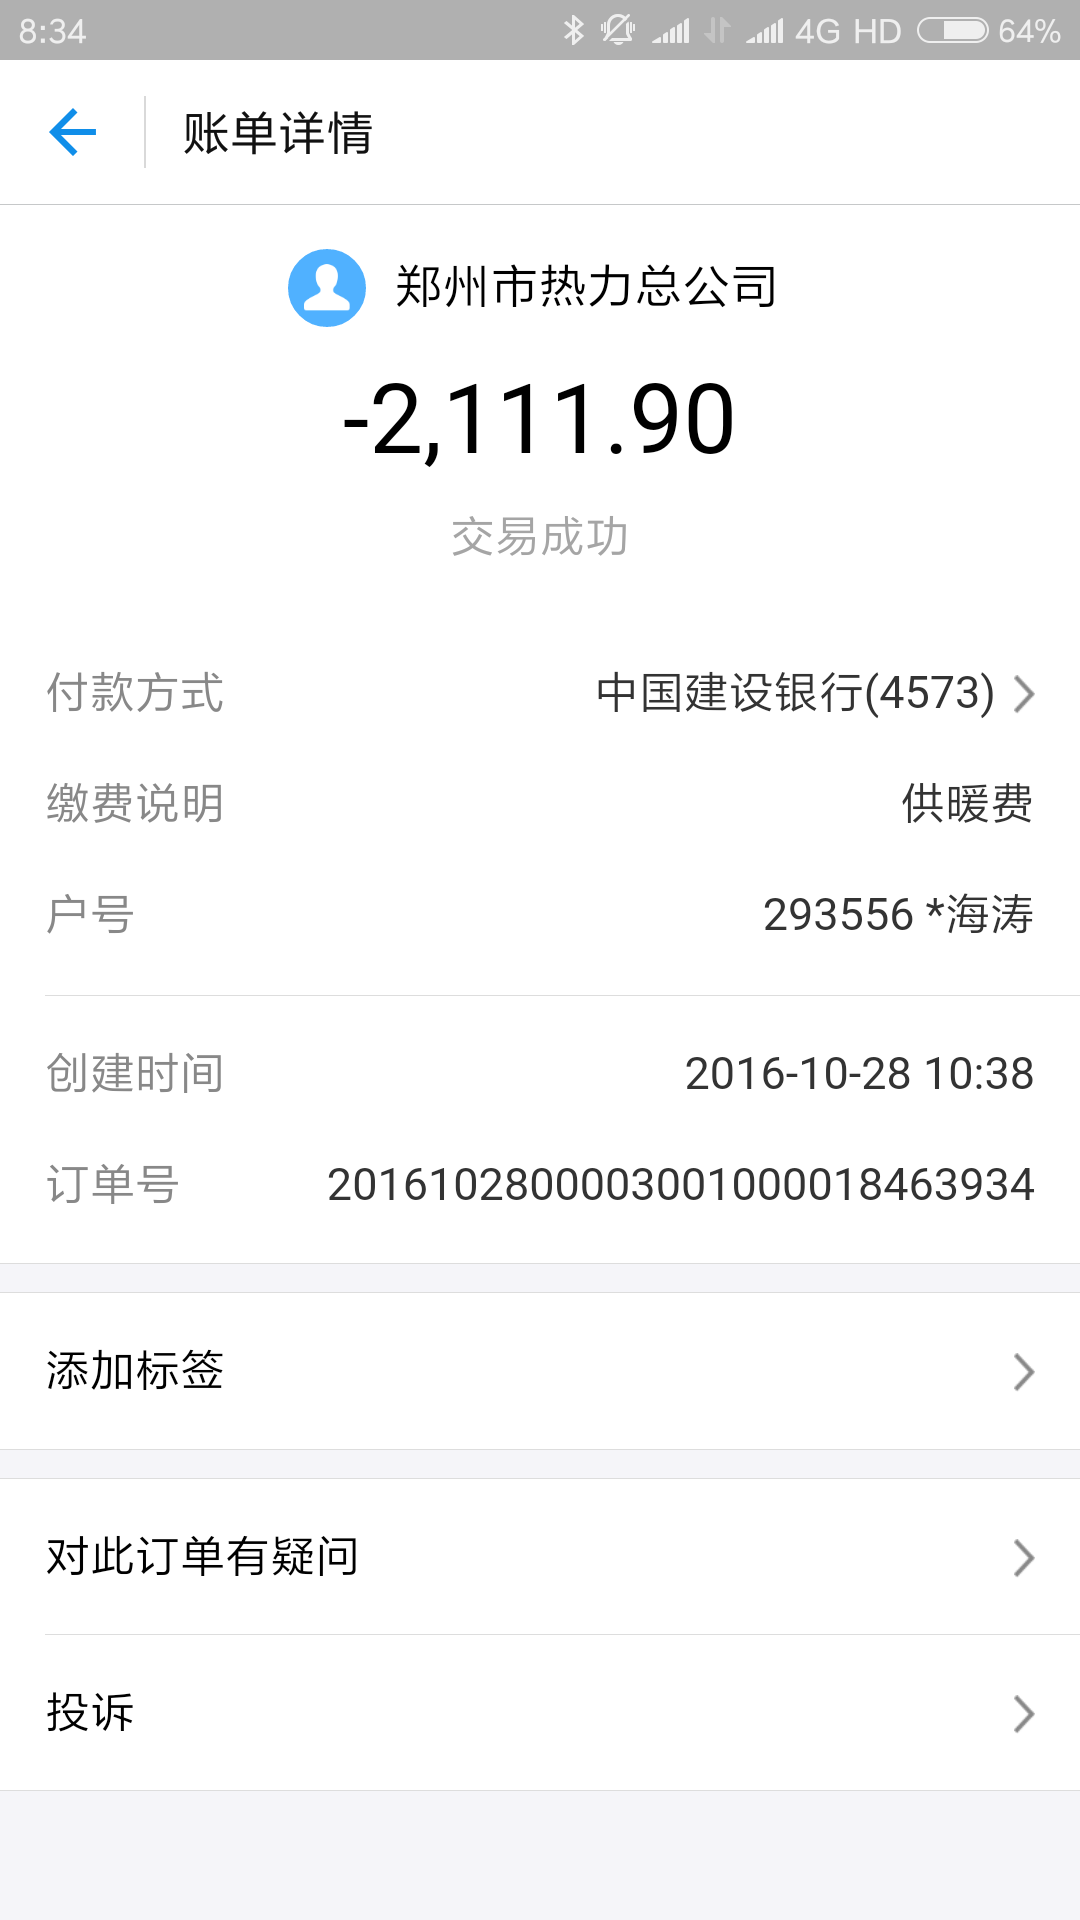 8:34 4G HD 64%
账单详情
郑州市热力总公司
-2,111.90
交易成功
付款方式 中国建设银行(4573)
缴费说明 供暖费
户号 293556 *海涛
创建时间 2016-10-28 10:38
订单号 2016102800003001000018463934
添加标签
对此订单有疑问
投诉